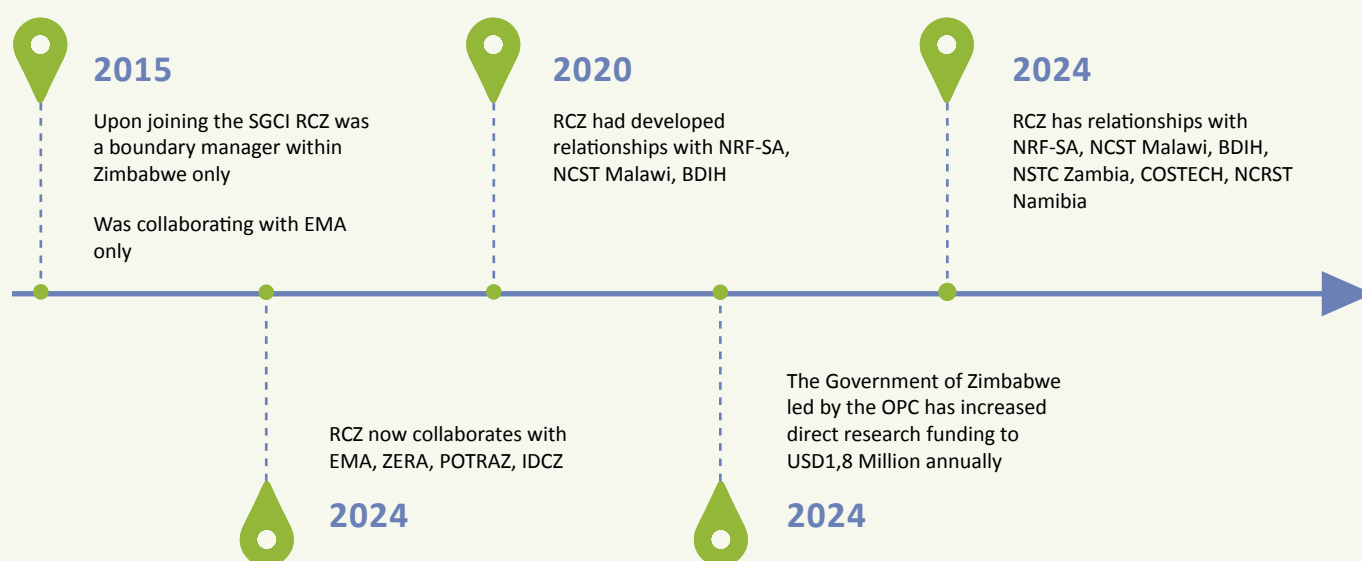 2015
Upon joining the SGCI RCZ was
a boundary manager within
Zimbabwe only
Was collaborating with EMA
only
2020
RCZ had developed
relationships with NRF-SA,
NCST Malawi, BDIH
2024
RCZ has relationships with
NRF-SA, NCST Malawi, BDIH,
NSTC Zambia, COSTECH, NCRST
Namibia
RCZ now collaborates with
EMA, ZERA, POTRAZ, IDCZ
2024
The Government of Zimbabwe
led by the OPC has increased
direct research funding to
USD1,8 Million annually
2024